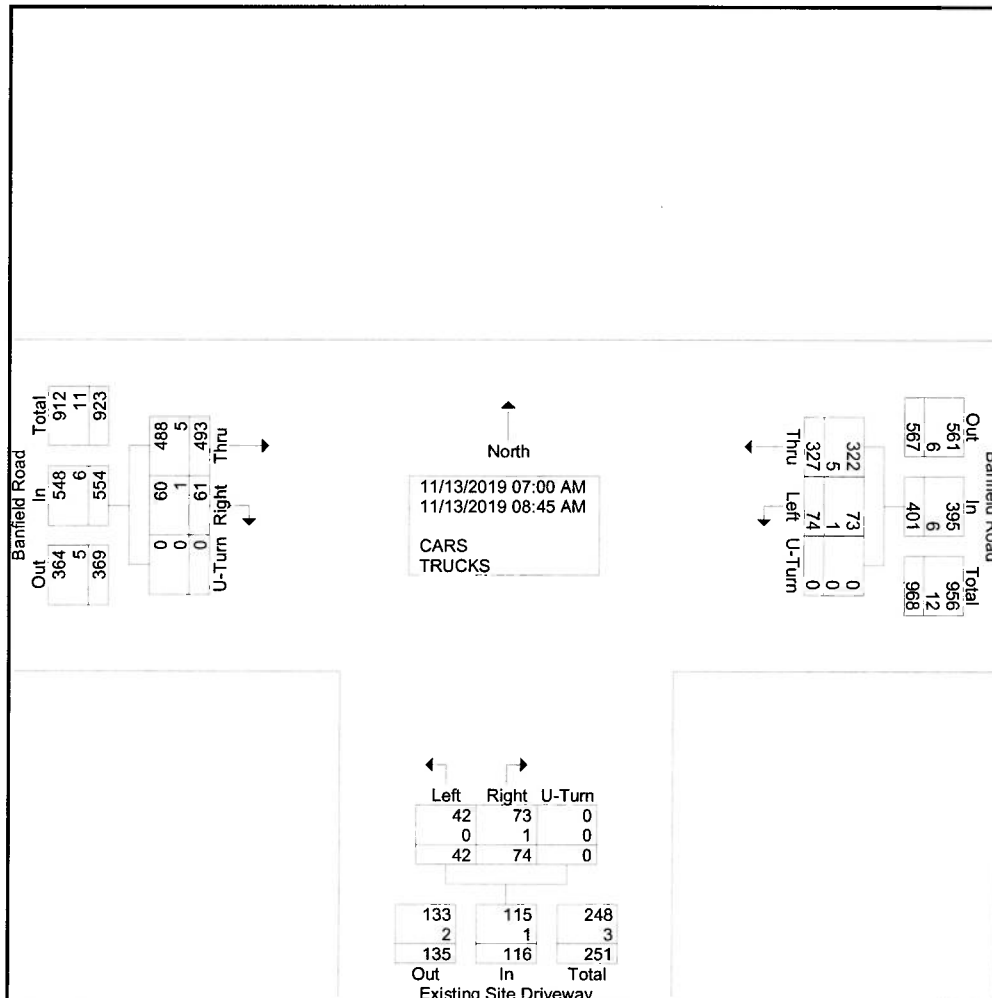 North
11/13/2019 07:00 AM
11/13/2019 08:45 AM
CARS
TRUCKS
Banfield Road
Out In Total
364 548 912
5 6 11
369 554 923
Thru Right U-Turn
488 60 0
5 1 0
493 61 0
Banfield Road
Out In Total
561 395 956
6 6 12
567 401 968
Thru Left U-Turn
322 73 0
5 1 0
327 74 0
Left Right U-Turn
42 73 0
0 1 0
42 74 0
133 115 248
2 1 3
135 116 251
Out In Total
Existing Site Driveway